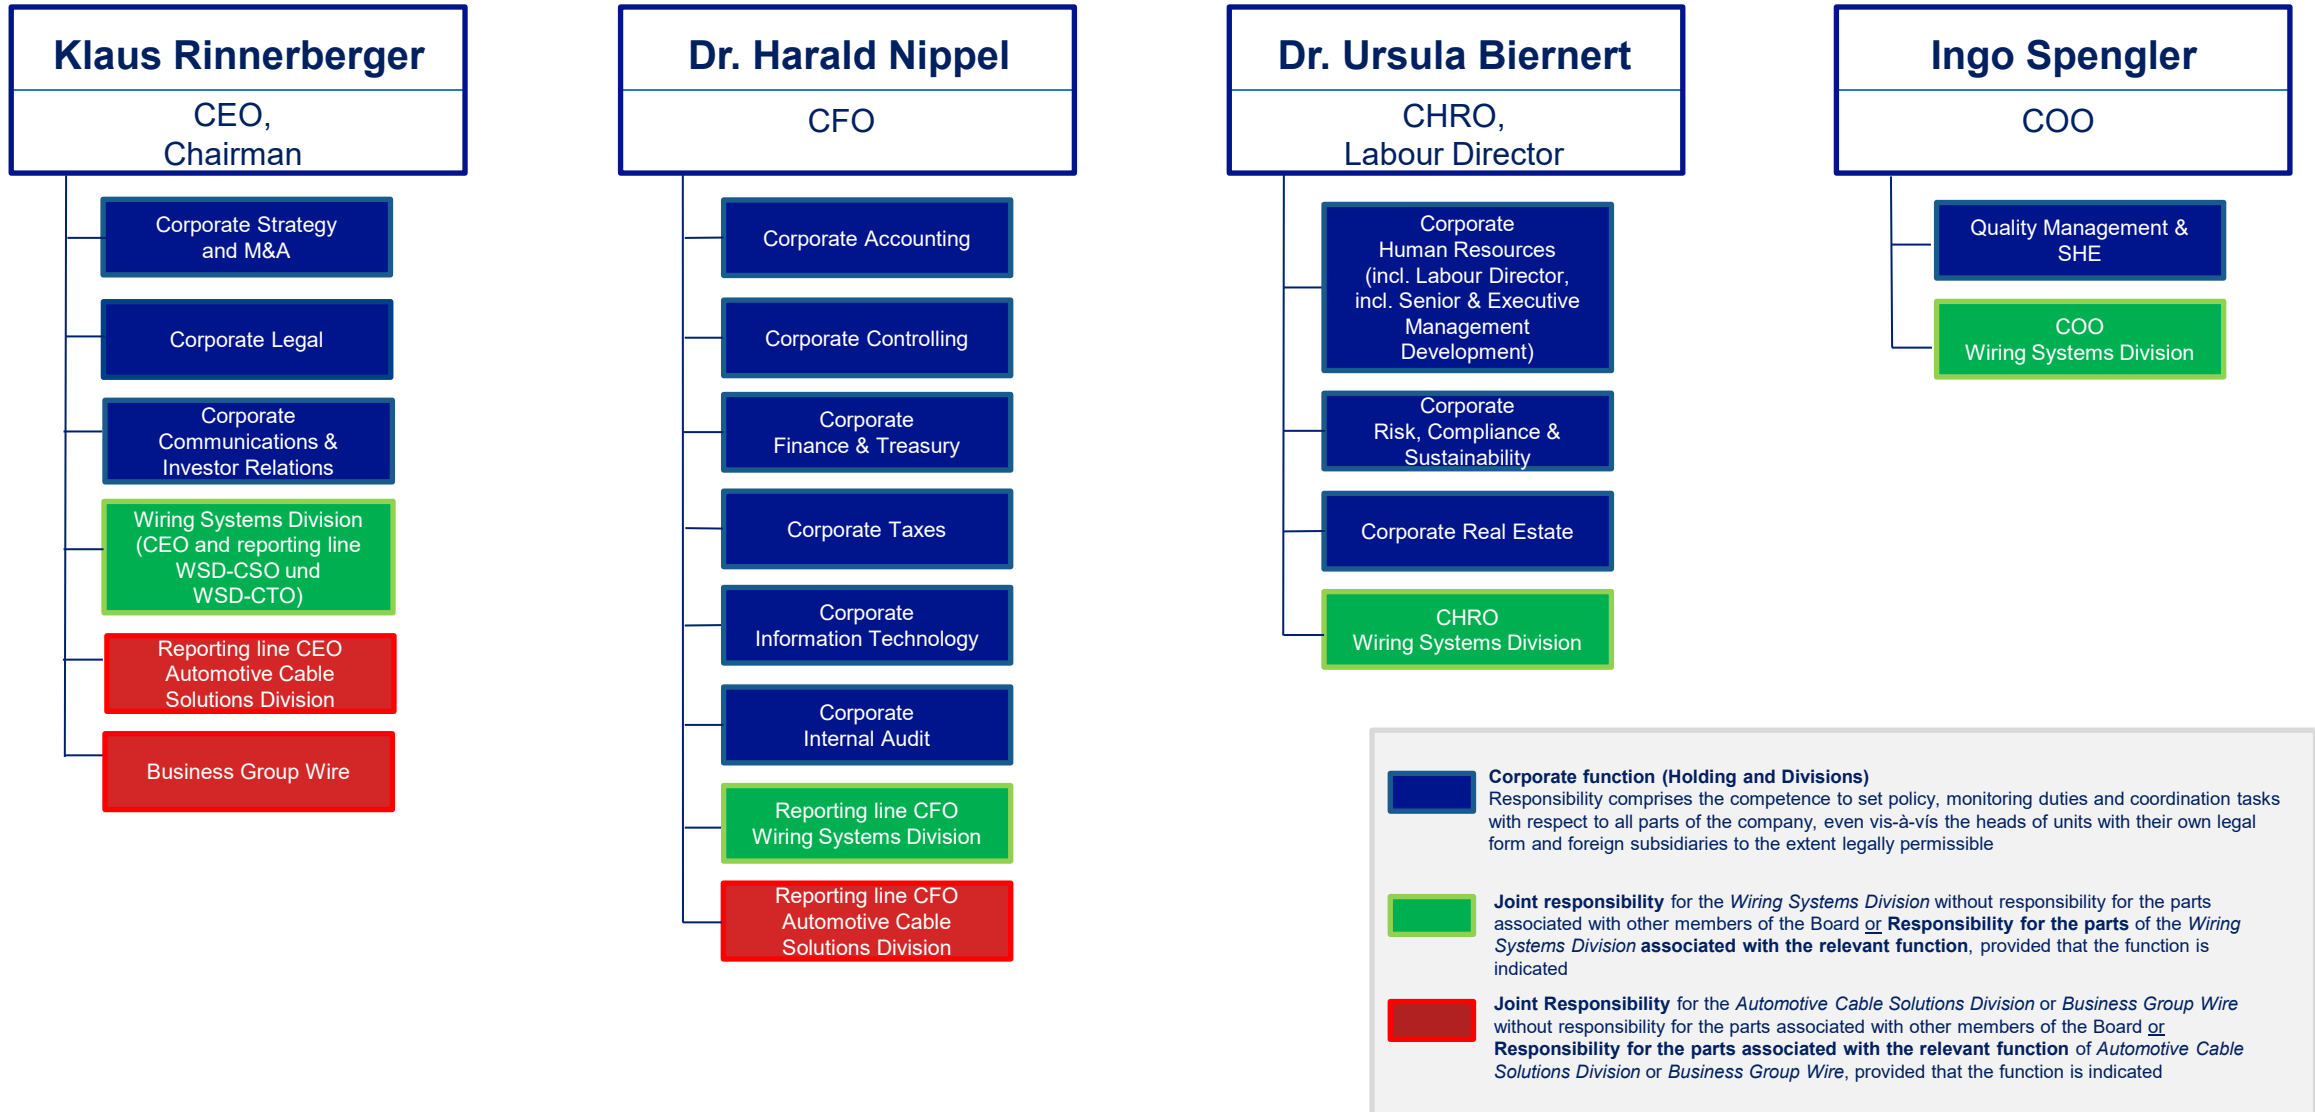 Klaus Rinnerberger
CEO,
Chairman
Corporate Strategy
and M&A
Corporate Legal
Corporate
Communications &
Investor Relations
Wiring Systems Division
(CEO and reporting line
WSD-CSO und
WSD-CTO)
Reporting line CEO
Automotive Cable
Solutions Division
Business Group Wire
Dr. Harald Nippel
CFO
Corporate Accounting
Corporate Controlling
Corporate
Finance & Treasury
Corporate Taxes
Corporate
Information Technology
Corporate
Internal Audit
Reporting line CFO
Wiring Systems Division
Reporting line CFO
Automotive Cable
Solutions Division
Dr. Ursula Biernert
CHRO,
Labour Director
Corporate
Human Resources
(incl. Labour Director,
incl. Senior & Executive
Management
Development)
Corporate
Risk, Compliance &
Sustainability
Corporate Real Estate
CHRO
Wiring Systems Division
Ingo Spengler
COO
Quality Management &
SHE
COO
Wiring Systems Division
Corporate function (Holding and Divisions)
Responsibility comprises the competence to set policy, monitoring duties and coordination tasks
with respect to all parts of the company, even vis-à-vís the heads of units with their own legal
form and foreign subsidiaries to the extent legally permissible
Joint responsibility for the Wiring Systems Division without responsibility for the parts
associated with other members of the Board or Responsibility for the parts of the Wiring
Systems Division associated with the relevant function, provided that the function is
indicated
Joint Responsibility for the Automotive Cable Solutions Division or Business Group Wire
without responsibility for the parts associated with other members of the Board or
Responsibility for the parts associated with the relevant function of Automotive Cable
Solutions Division or Business Group Wire, provided that the function is indicated